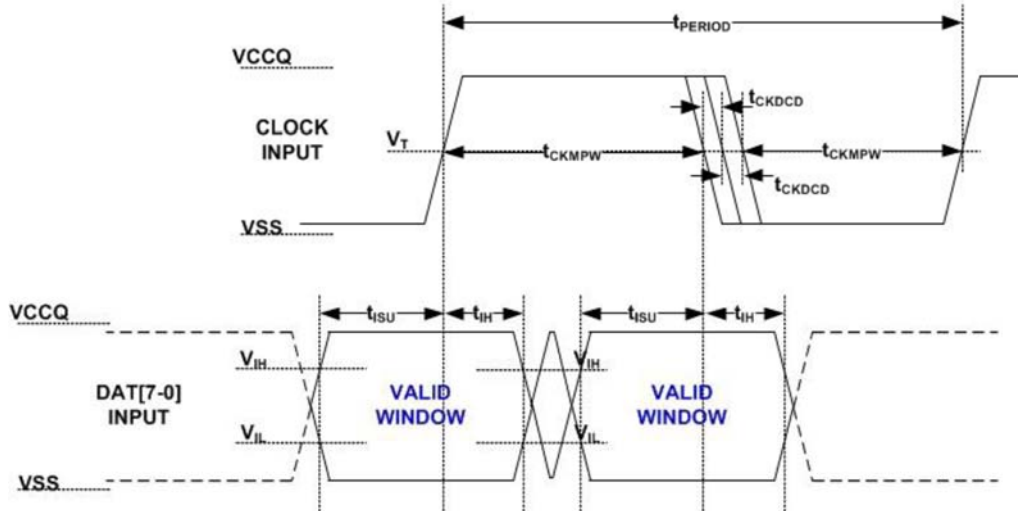 tPERIOD
VCCQ
tCKDCD
CLOCK
INPUT
VT
tCKMPW
tCKMPW
tCKDCD
VSS
VCCQ
tISU
tIH
tISU
tIH
VIH
VIH
DAT[7-0]
INPUT
VALID
WINDOW
VALID
WINDOW
VIL
VIL
VSS